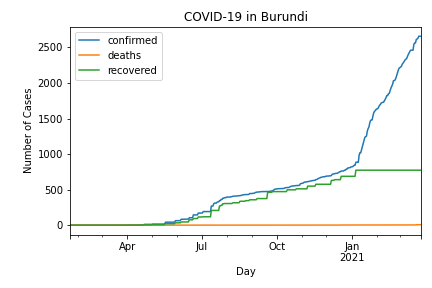 COVID-19 in Burundi
confirmed
deaths
recovered
Number of Cases
2500
2000
1500
1000
500
0
Apr
Jul
Oct
Jan
2021
Day